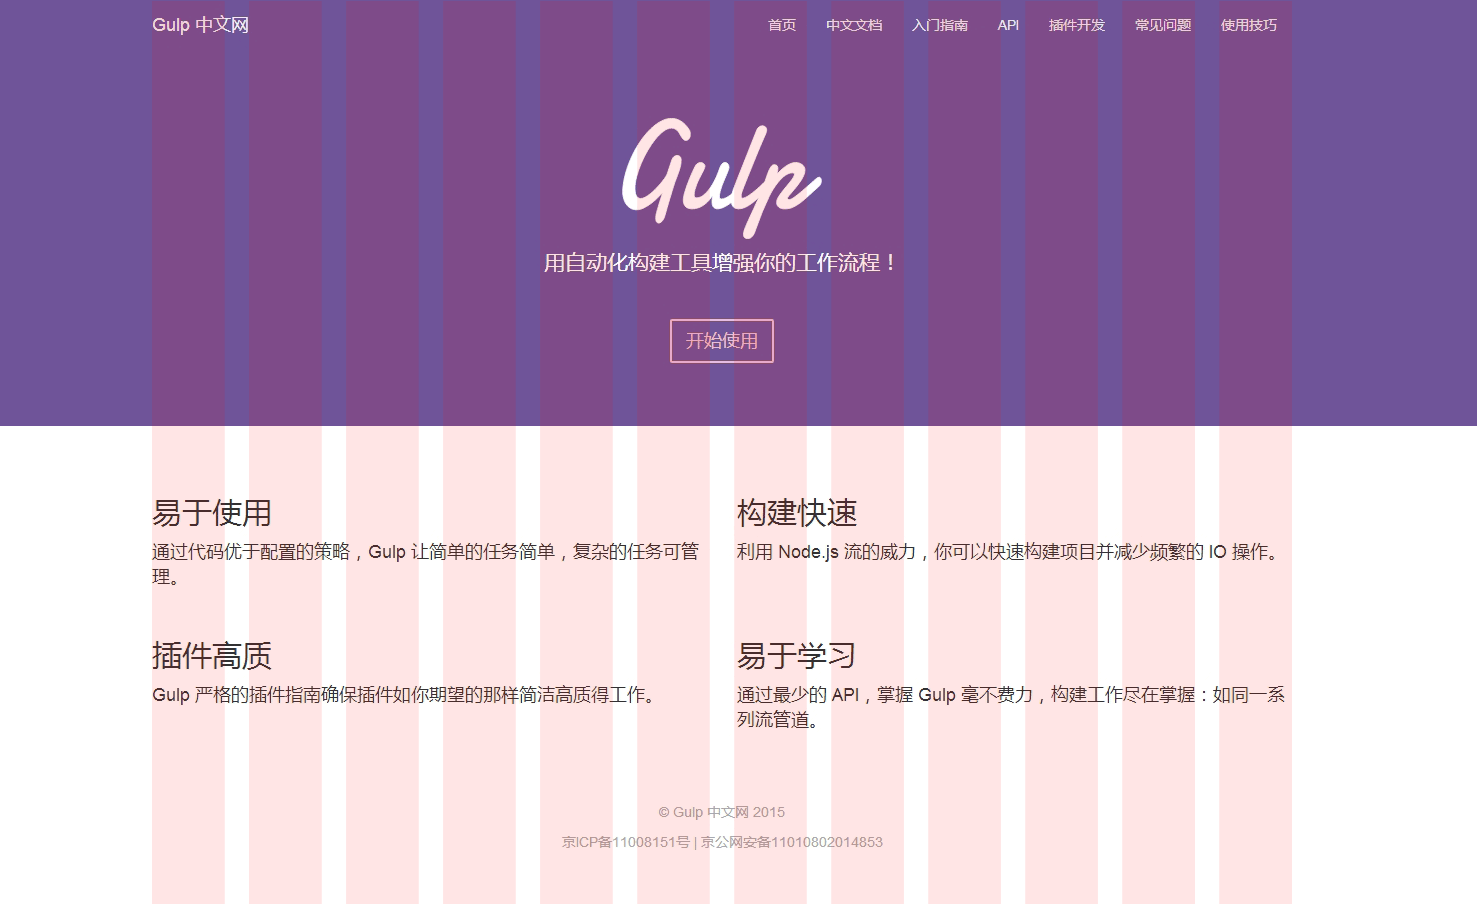 Gulp 中文网
首页 中文文档 入门指南 API 插件开发 常见问题 使用技巧
Gulp
用自动化构建工具增强你的工作流程！
开始使用
易于使用
通过代码优于配置的策略，Gulp 让简单的任务简单，复杂的任务可管
理。
构建快速
利用 Node.js 流的威力，你可以快速构建项目并减少频繁的 IO 操作。
插件高质
Gulp 严格的插件指南确保插件如你期望的那样简洁高质得工作。
易于学习
通过最少的 API，掌握 Gulp 毫不费力，构建工作尽在掌握：如同一系
列流管道。
© Gulp 中文网 2015
京ICP备11008151号 | 京公网安备11010802014853